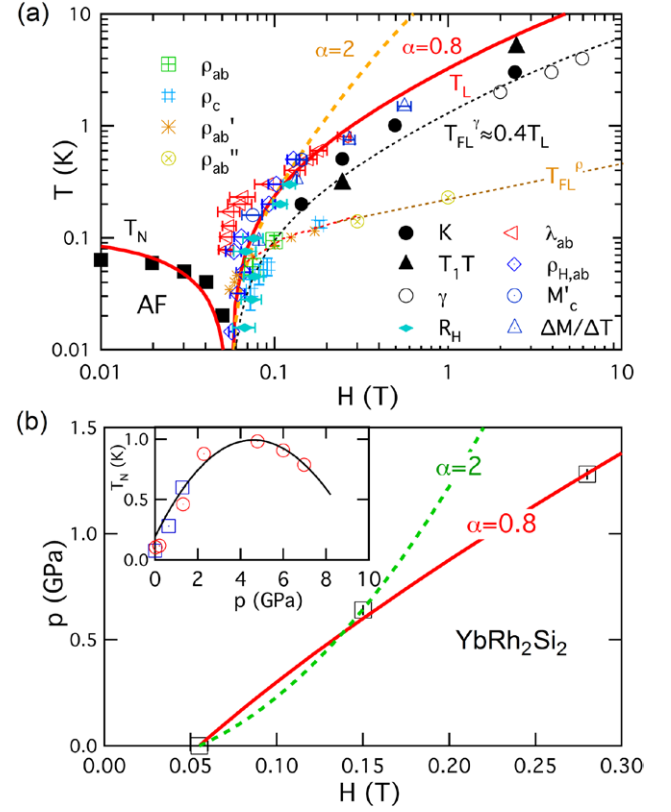 (a)
10
1
0.1
0.01
T (K)
0.01
0.1
1
10
H (T)
α=2
α=0.8
ρab
ρc
ρab'
ρab''
TL
TFLγ≈0.4TL
TFLρ
TN
AF
K
T1T
γ
RH
λab
ρH,ab
M'c
ΔM/ΔT
(b)
1.5
1.0
0.5
0.0
p (GPa)
0.00
0.05
0.10
0.15
0.20
0.25
0.30
H (T)
α=2
α=0.8
YbRh2Si2
1.0
0.5
0.0
TN (K)
0
2
4
6
8
10
p (GPa)